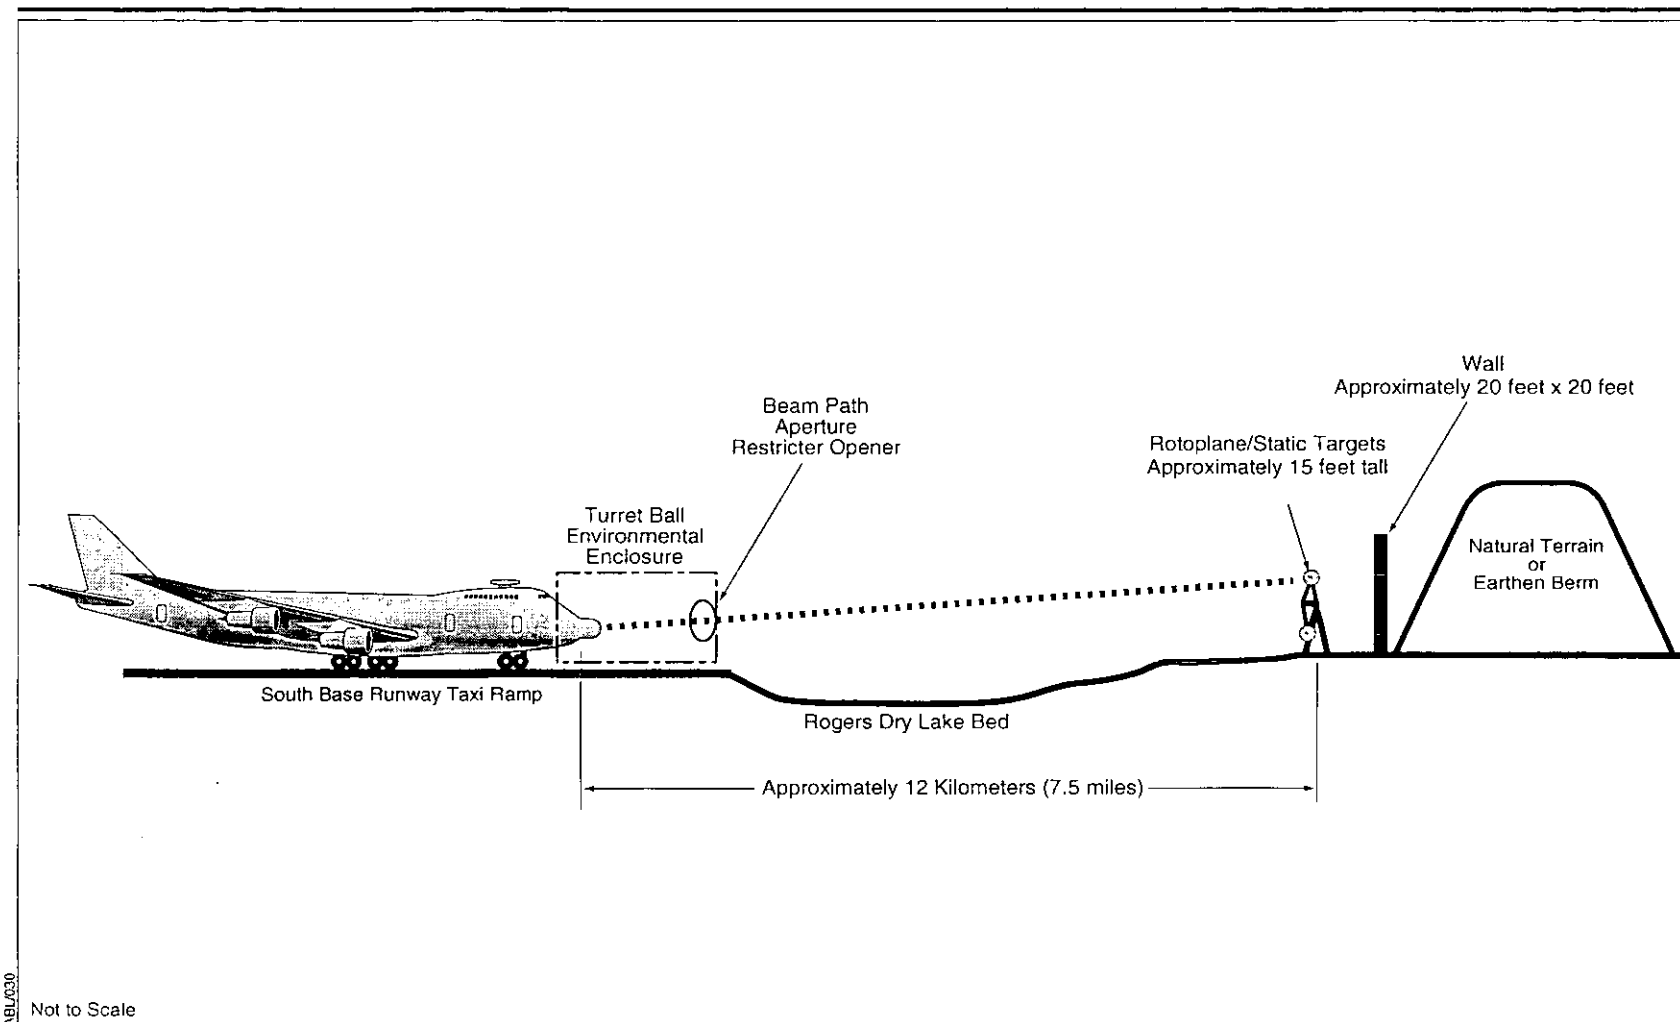 Wall
Approximately 20 feet x 20 feet
Beam Path
Aperture
Restricter Opener
Rotoplane/Static Targets
Approximately 15 feet tall
Turret Ball
Environmental
Enclosure
Natural Terrain
or
Earthen Berm
South Base Runway Taxi Ramp
Rogers Dry Lake Bed
Approximately 12 Kilometers (7.5 miles)
ABL/030
Not to Scale